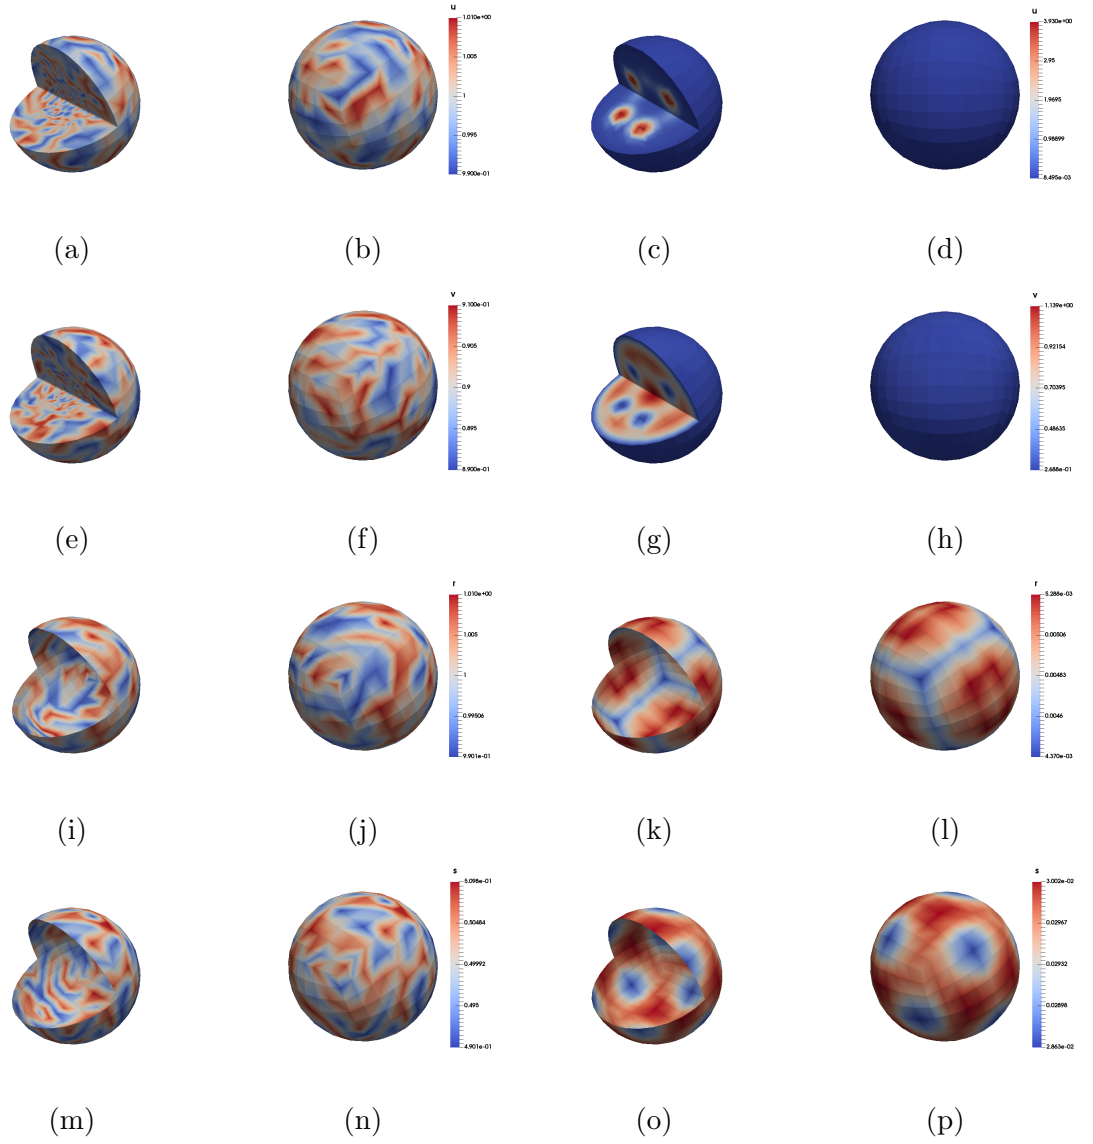 u
1.010e+00
1.005
1
0.995
9.900e-01
u
3.930e+00
2.95
1.9695
0.98899
8.495e-03
(a)
(b)
(c)
(d)
v
9.100e-01
0.905
0.9
0.895
8.900e-01
v
1.139e+00
0.92154
0.70395
0.48635
2.688e-01
(e)
(f)
(g)
(h)
r
1.010e+00
1.005
1
0.99506
9.901e-01
r
5.288e-03
0.00506
0.00483
0.0046
4.370e-03
(i)
(j)
(k)
(l)
s
5.098e-01
0.50484
0.49992
0.495
4.901e-01
s
3.002e-02
0.02967
0.02932
0.02898
2.863e-02
(m)
(n)
(o)
(p)